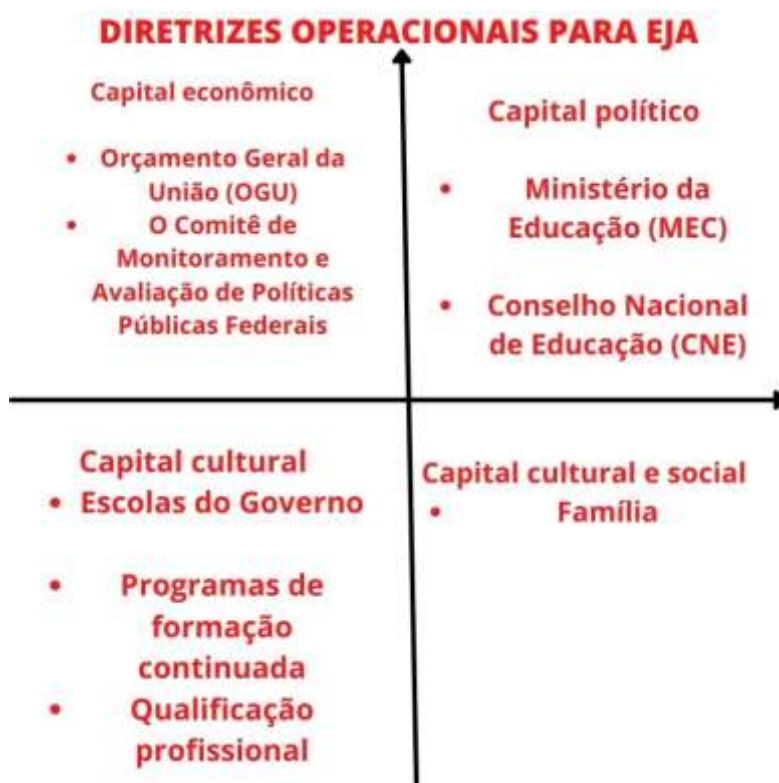 DIRETRIZES OPERACIONAIS PARA EJA
Capital econômico
• Orçamento Geral da
União (OGU)
• O Comitê de
Monitoramento e
Avaliação de Políticas
Públicas Federais
Capital político
• Ministério da
Educação (MEC)
• Conselho Nacional
de Educação (CNE)
Capital cultural
• Escolas do Governo
• Programas de
formação
continuada
• Qualificação
profissional
Capital cultural e social
• Família